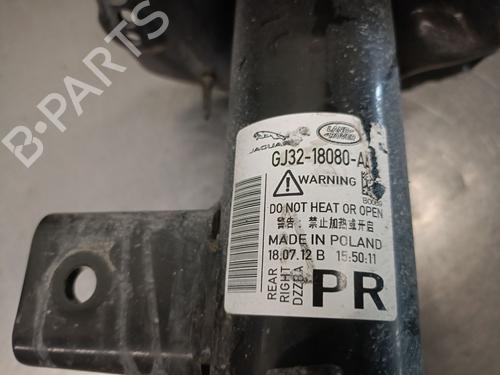 B-PARTS
JAGUAR
LAND-
ROVER
GJ32-18080-A
WARNING
DO NOT HEAT OR OPEN
警告: 禁止加热或开启
MADE IN POLAND
18.07.12 B 15:50:11
REAR
RIGHT
DZZBA
PR